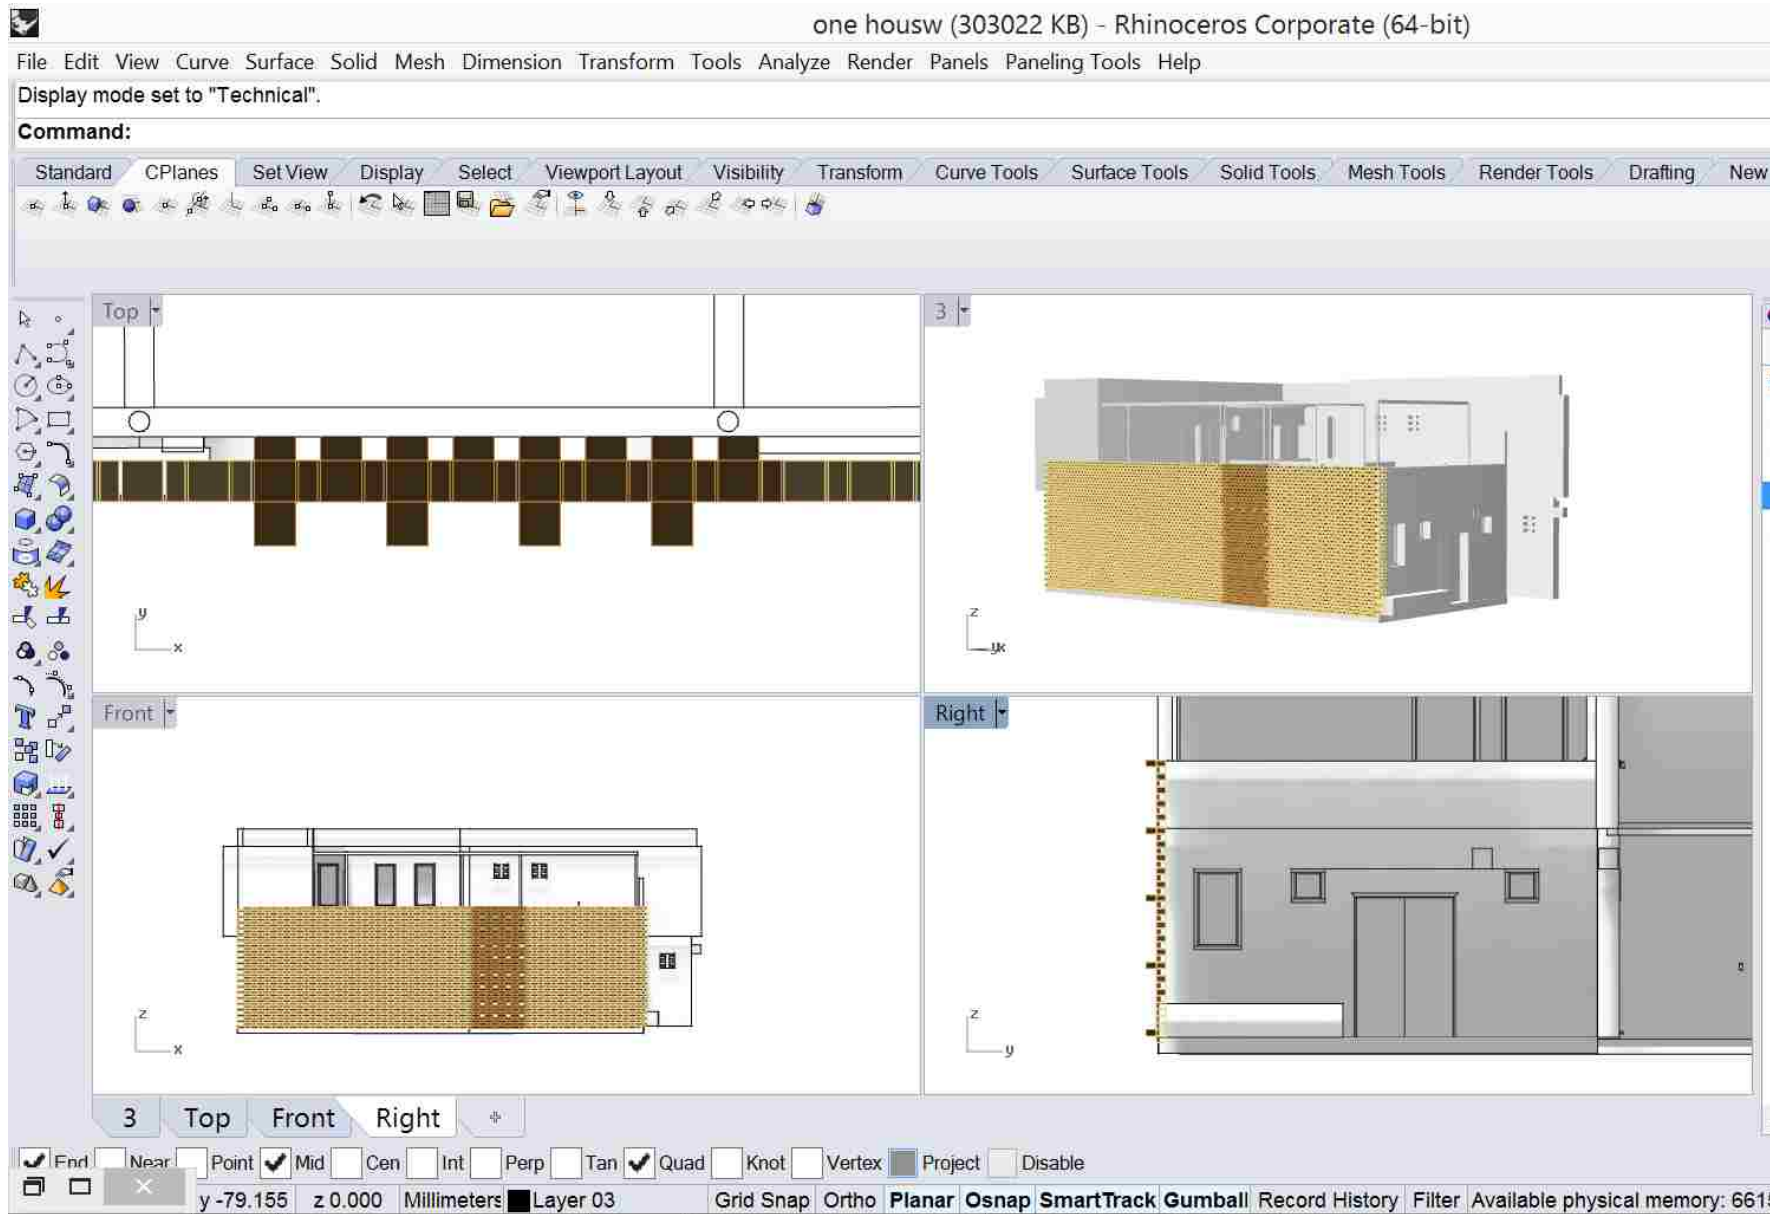 one housw (303022 KB) - Rhinoceros Corporate (64-bit)
File Edit View Curve Surface Solid Mesh Dimension Transform Tools Analyze Render Panels Paneling Tools Help
Display mode set to "Technical".
Command:
Standard CPlanes Set View Display Select Viewport Layout Visibility Transform Curve Tools Surface Tools Solid Tools Mesh Tools Render Tools Drafting New
Top
3
y
x
z
Front
Right
z
x
z
y
3 Top Front Right
End Near Point Mid Cen Int Perp Tan Quad Knot Vertex Project Disable
y -79.155 z 0.000 Millimeters Layer 03 Grid Snap Ortho Planar Osnap SmartTrack Gumball Record History Filter Available physical memory: 661